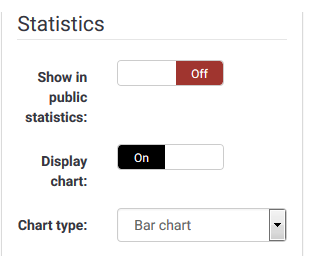 Statistics
Show in
public
statistics:
Off
Display
chart:
On
Chart type:
Bar chart